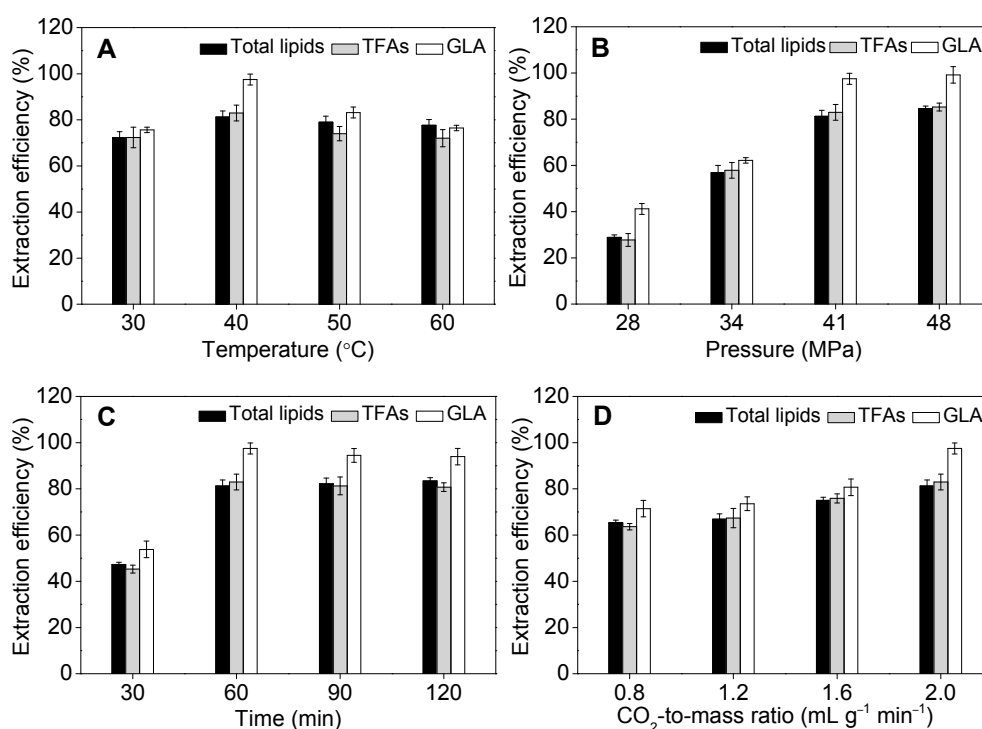 A
Total lipids TFAs GLA
Extraction efficiency (%)
120
100
80
60
40
20
0
30 40 50 60
Temperature (°C)
B
Total lipids TFAs GLA
Extraction efficiency (%)
120
100
80
60
40
20
0
28 34 41 48
Pressure (MPa)
C
Total lipids TFAs GLA
Extraction efficiency (%)
120
100
80
60
40
20
0
30 60 90 120
Time (min)
D
Total lipids TFAs GLA
Extraction efficiency (%)
120
100
80
60
40
20
0
0.8 1.2 1.6 2.0
CO₂-to-mass ratio (mL g⁻¹ min⁻¹)